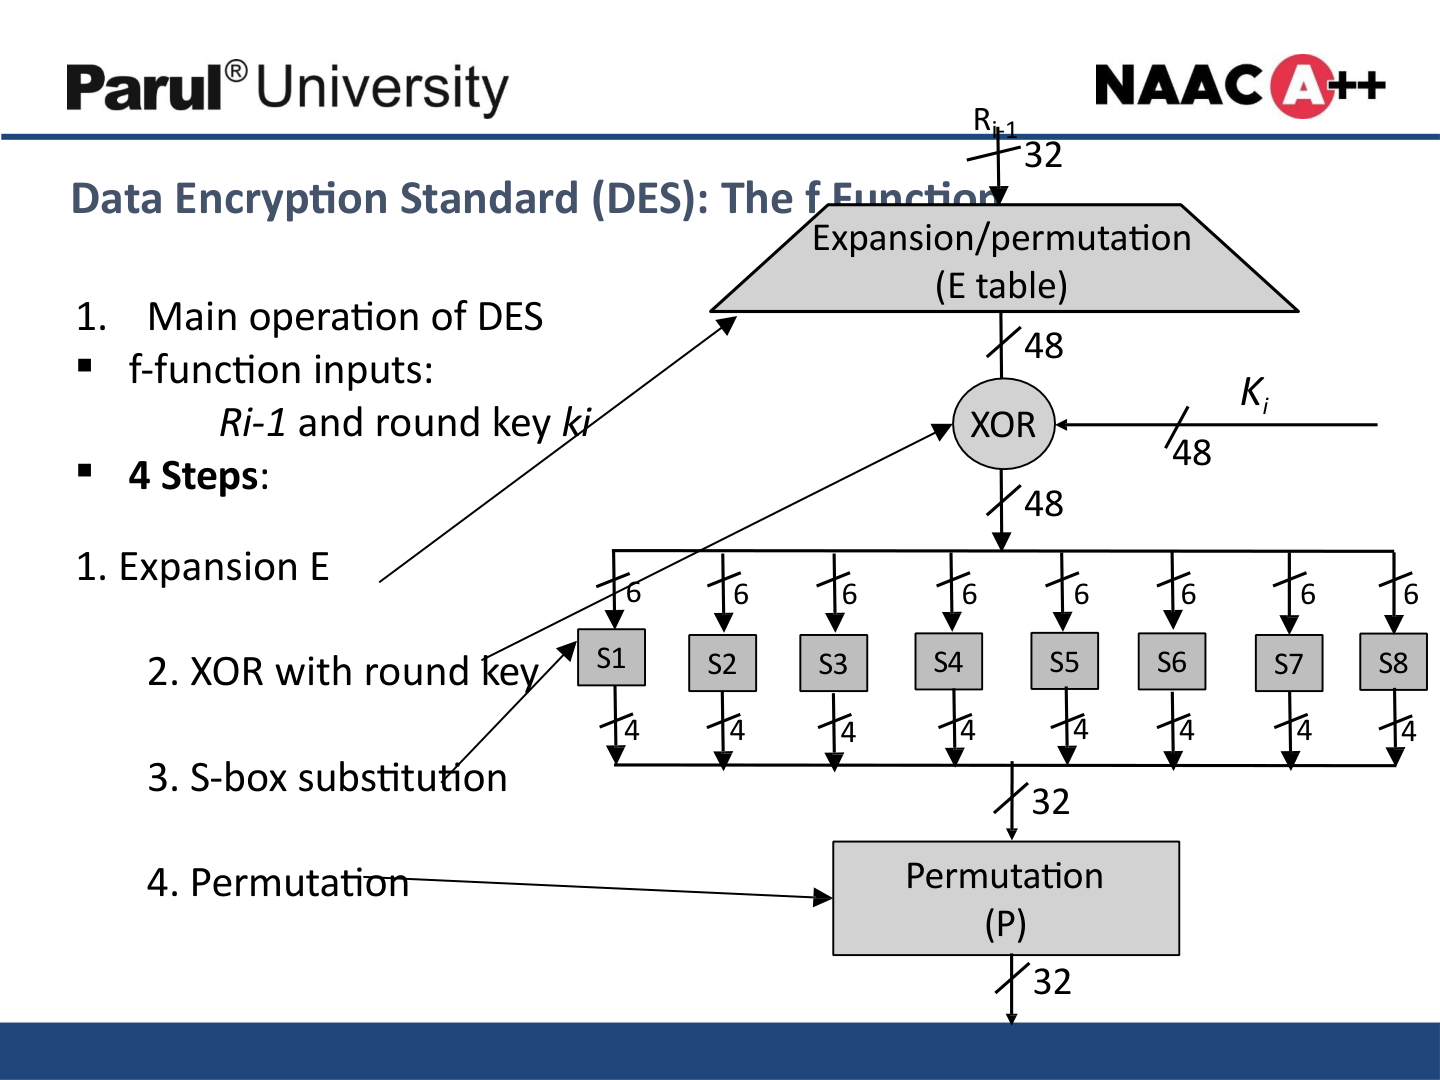 Parul® University
NAAC A++
Data Encryption Standard (DES): The f Function
1. Main operation of DES
▪ f-function inputs:
Ri-1 and round key ki
▪ 4 Steps:
1. Expansion E
2. XOR with round key
3. S-box substitution
4. Permutation
Ri-1
32
Expansion/permutation
(E table)
48
Ki
XOR
48
48
6 6 6 6 6 6 6 6
S1 S2 S3 S4 S5 S6 S7 S8
4 4 4 4 4 4 4 4
32
Permutation
(P)
32